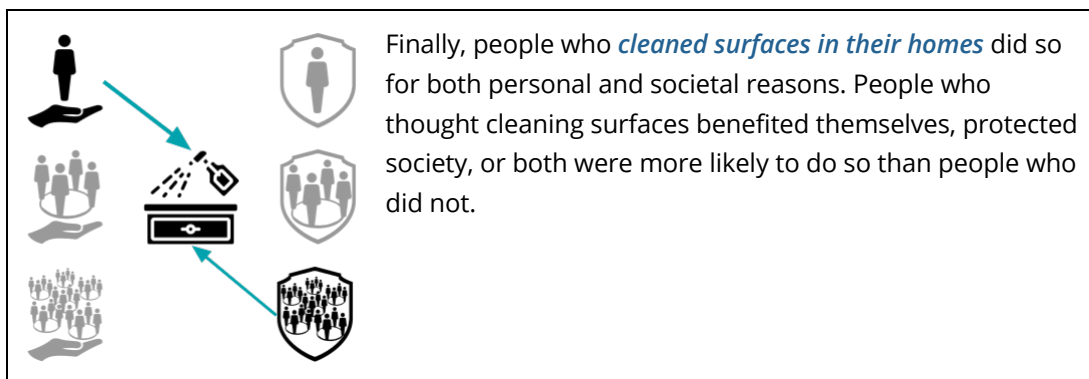 Finally, people who cleaned surfaces in their homes did so
for both personal and societal reasons. People who
thought cleaning surfaces benefited themselves, protected
society, or both were more likely to do so than people who
did not.